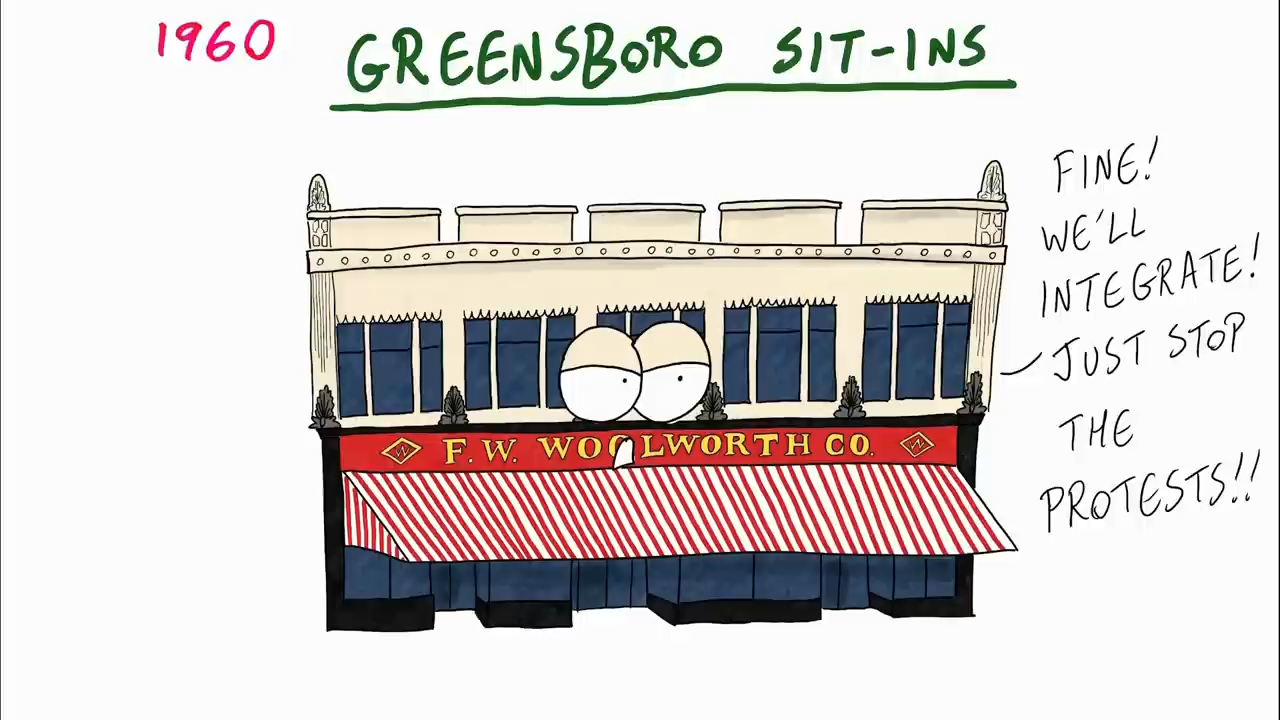 1960
GREENSBORO SIT-INS
FINE!
WE'LL
INTEGRATE!
JUST STOP
THE
PROTESTS!!
W F.W. WOOLWORTH CO. W